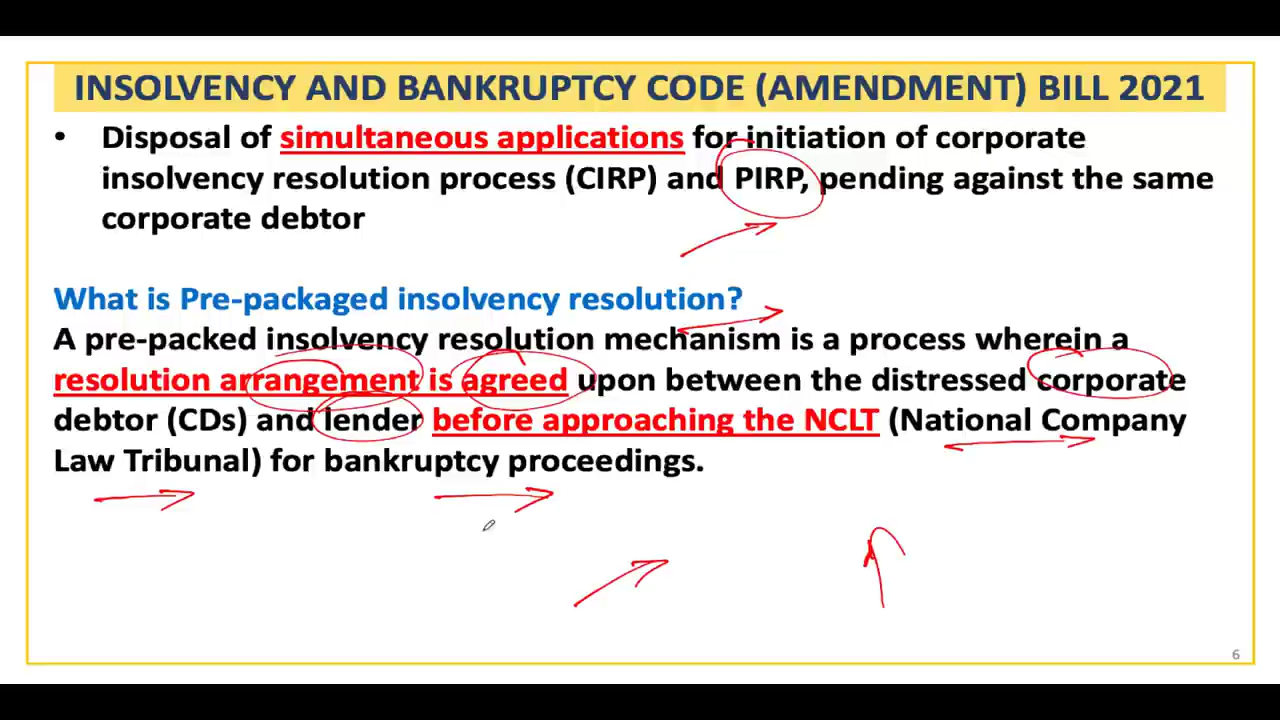 INSOLVENCY AND BANKRUPTCY CODE (AMENDMENT) BILL 2021
• Disposal of simultaneous applications for initiation of corporate
insolvency resolution process (CIRP) and PIRP, pending against the same
corporate debtor
What is Pre-packaged insolvency resolution?
A pre-packed insolvency resolution mechanism is a process wherein a
resolution arrangement is agreed upon between the distressed corporate
debtor (CDs) and lender before approaching the NCLT (National Company
Law Tribunal) for bankruptcy proceedings.
6